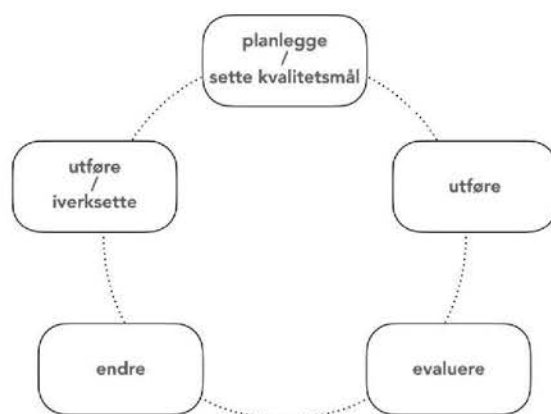 planlegge
/
sette kvalitetsmål
utføre
utføre
/
iverksette
endre
evaluere